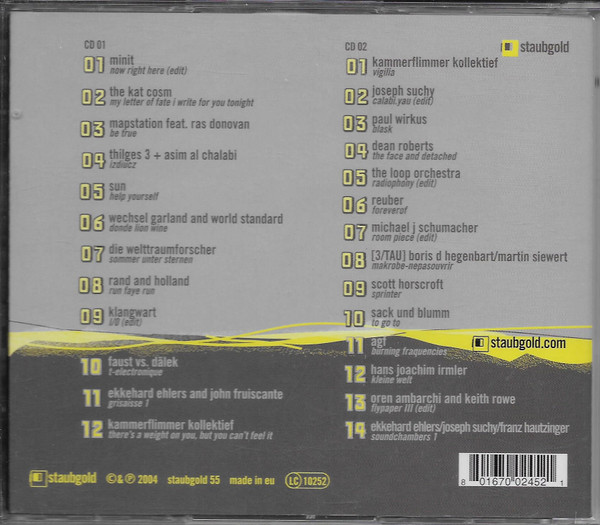 CD 01
01 minit
now right here (edit)
02 the kat cosm
my letter of fate i write for you tonight
03 mapstation feat. ras donovan
be true
04 thilges 3 + asim al chalabi
izdiucz
05 sun
help yourself
06 wechsel garland and world standard
donde lion wine
07 die welttraumforscher
sommer unter sternen
08 rand and holland
run faye run
09 klangwart
i/0 (edit)
10 faust vs. dälek
t-electronique
11 ekkehard ehlers and john fruiscante
grisaisse 1
12 kammerflimmer kollektief
there's a weight on you, but you can't feel it
CD 02
staubgold
01 kammerflimmer kollektief
vigilia
02 joseph suchy
calabi.yau (edit)
03 paul wirkus
blask
04 dean roberts
the face and detached
05 the loop orchestra
radiophony (edit)
06 reuber
foreverof
07 michael j schumacher
room piece (edit)
08 [3/TAU] boris d hegenbart/martin siewert
makrobe-nepasouvrir
09 scott horscroft
sprinter
10 sack und blumm
to go to
11 agf
burning fraquencies
staubgold.com
12 hans joachim irmler
kleine welt
13 oren ambarchi and keith rowe
flypaper III (edit)
14 ekkehard ehlers/joseph suchy/franz hautzinger
soundchambers 1
staubgold © & ℗ 2004 staubgold 55 made in eu LC 10252
8 01670 02452 1